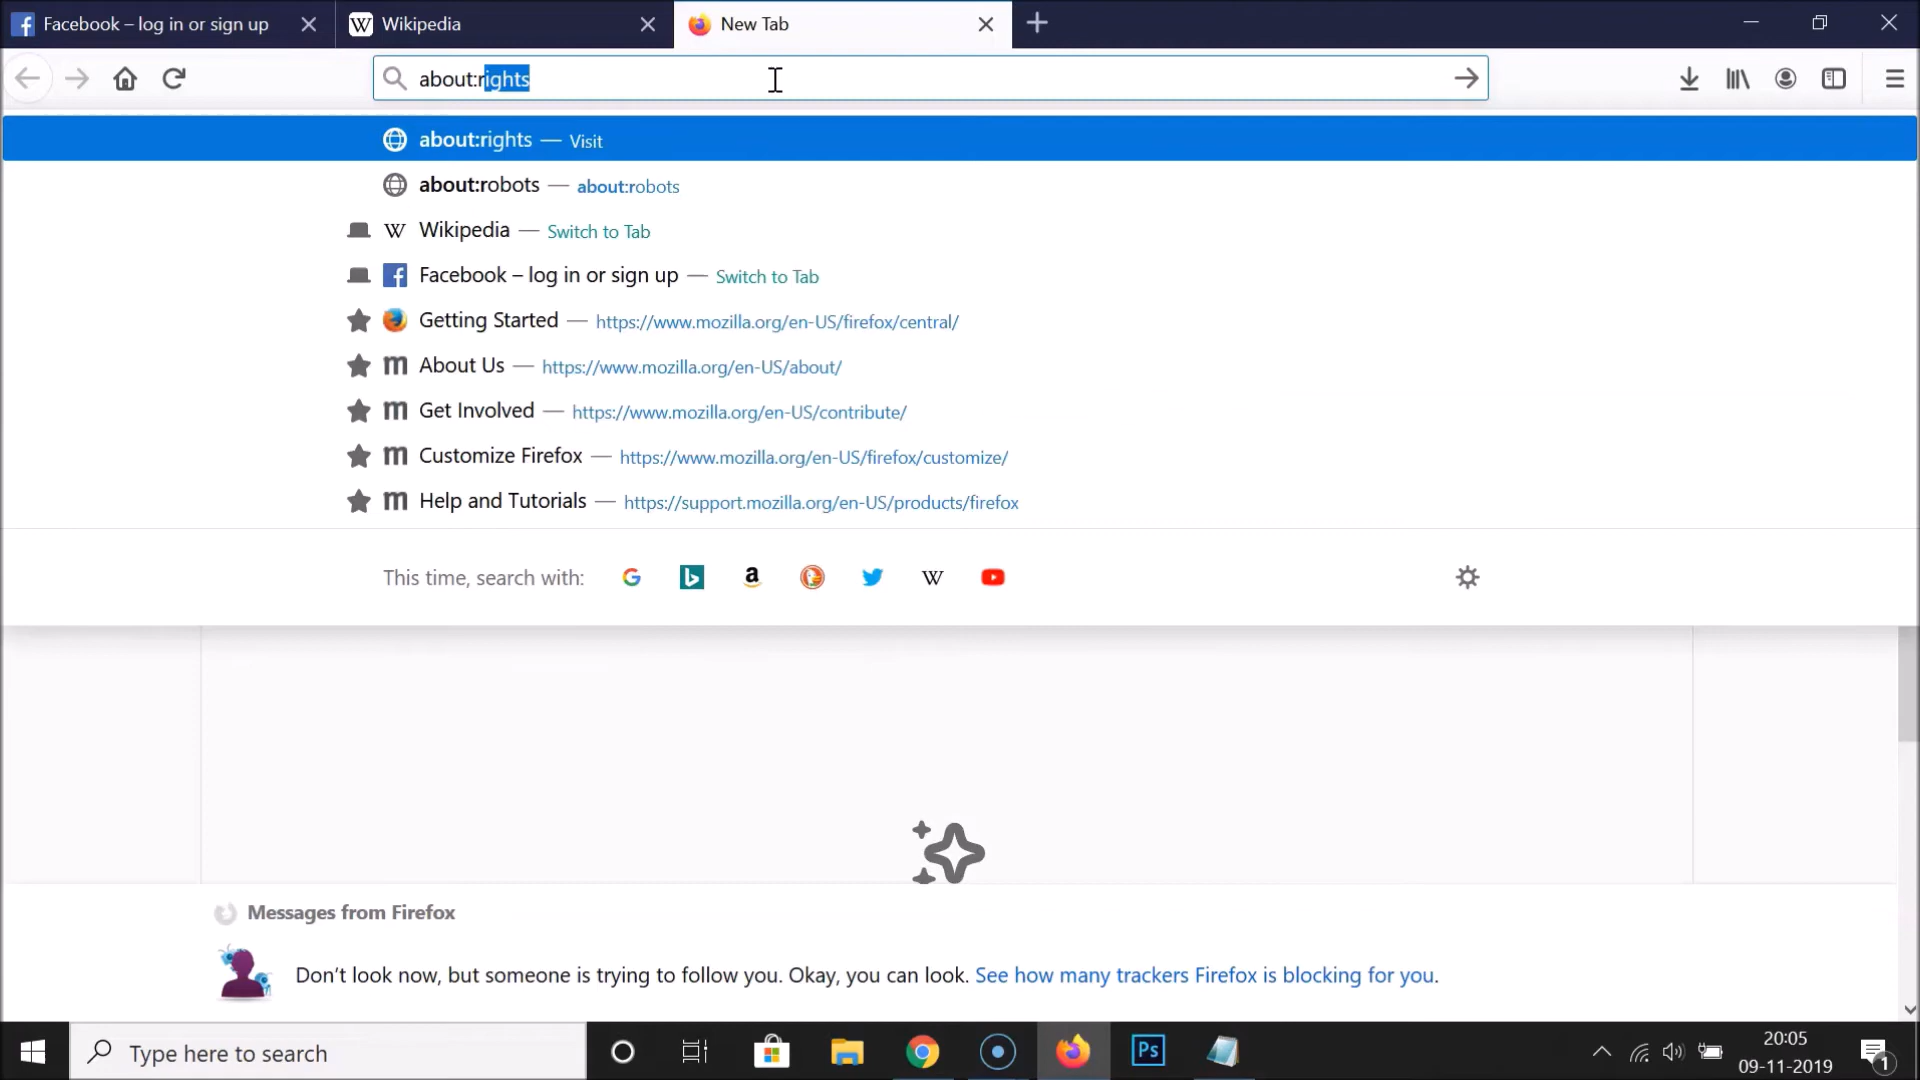 Facebook – log in or sign up
Wikipedia
New Tab
about:rights
about:rights — Visit
about:robots — about:robots
Wikipedia — Switch to Tab
Facebook – log in or sign up — Switch to Tab
Getting Started — https://www.mozilla.org/en-US/firefox/central/
About Us — https://www.mozilla.org/en-US/about/
Get Involved — https://www.mozilla.org/en-US/contribute/
Customize Firefox — https://www.mozilla.org/en-US/firefox/customize/
Help and Tutorials — https://support.mozilla.org/en-US/products/firefox
This time, search with:
Messages from Firefox
Don’t look now, but someone is trying to follow you. Okay, you can look. See how many trackers Firefox is blocking for you.
Type here to search
Ps
20:05
09-11-2019
1